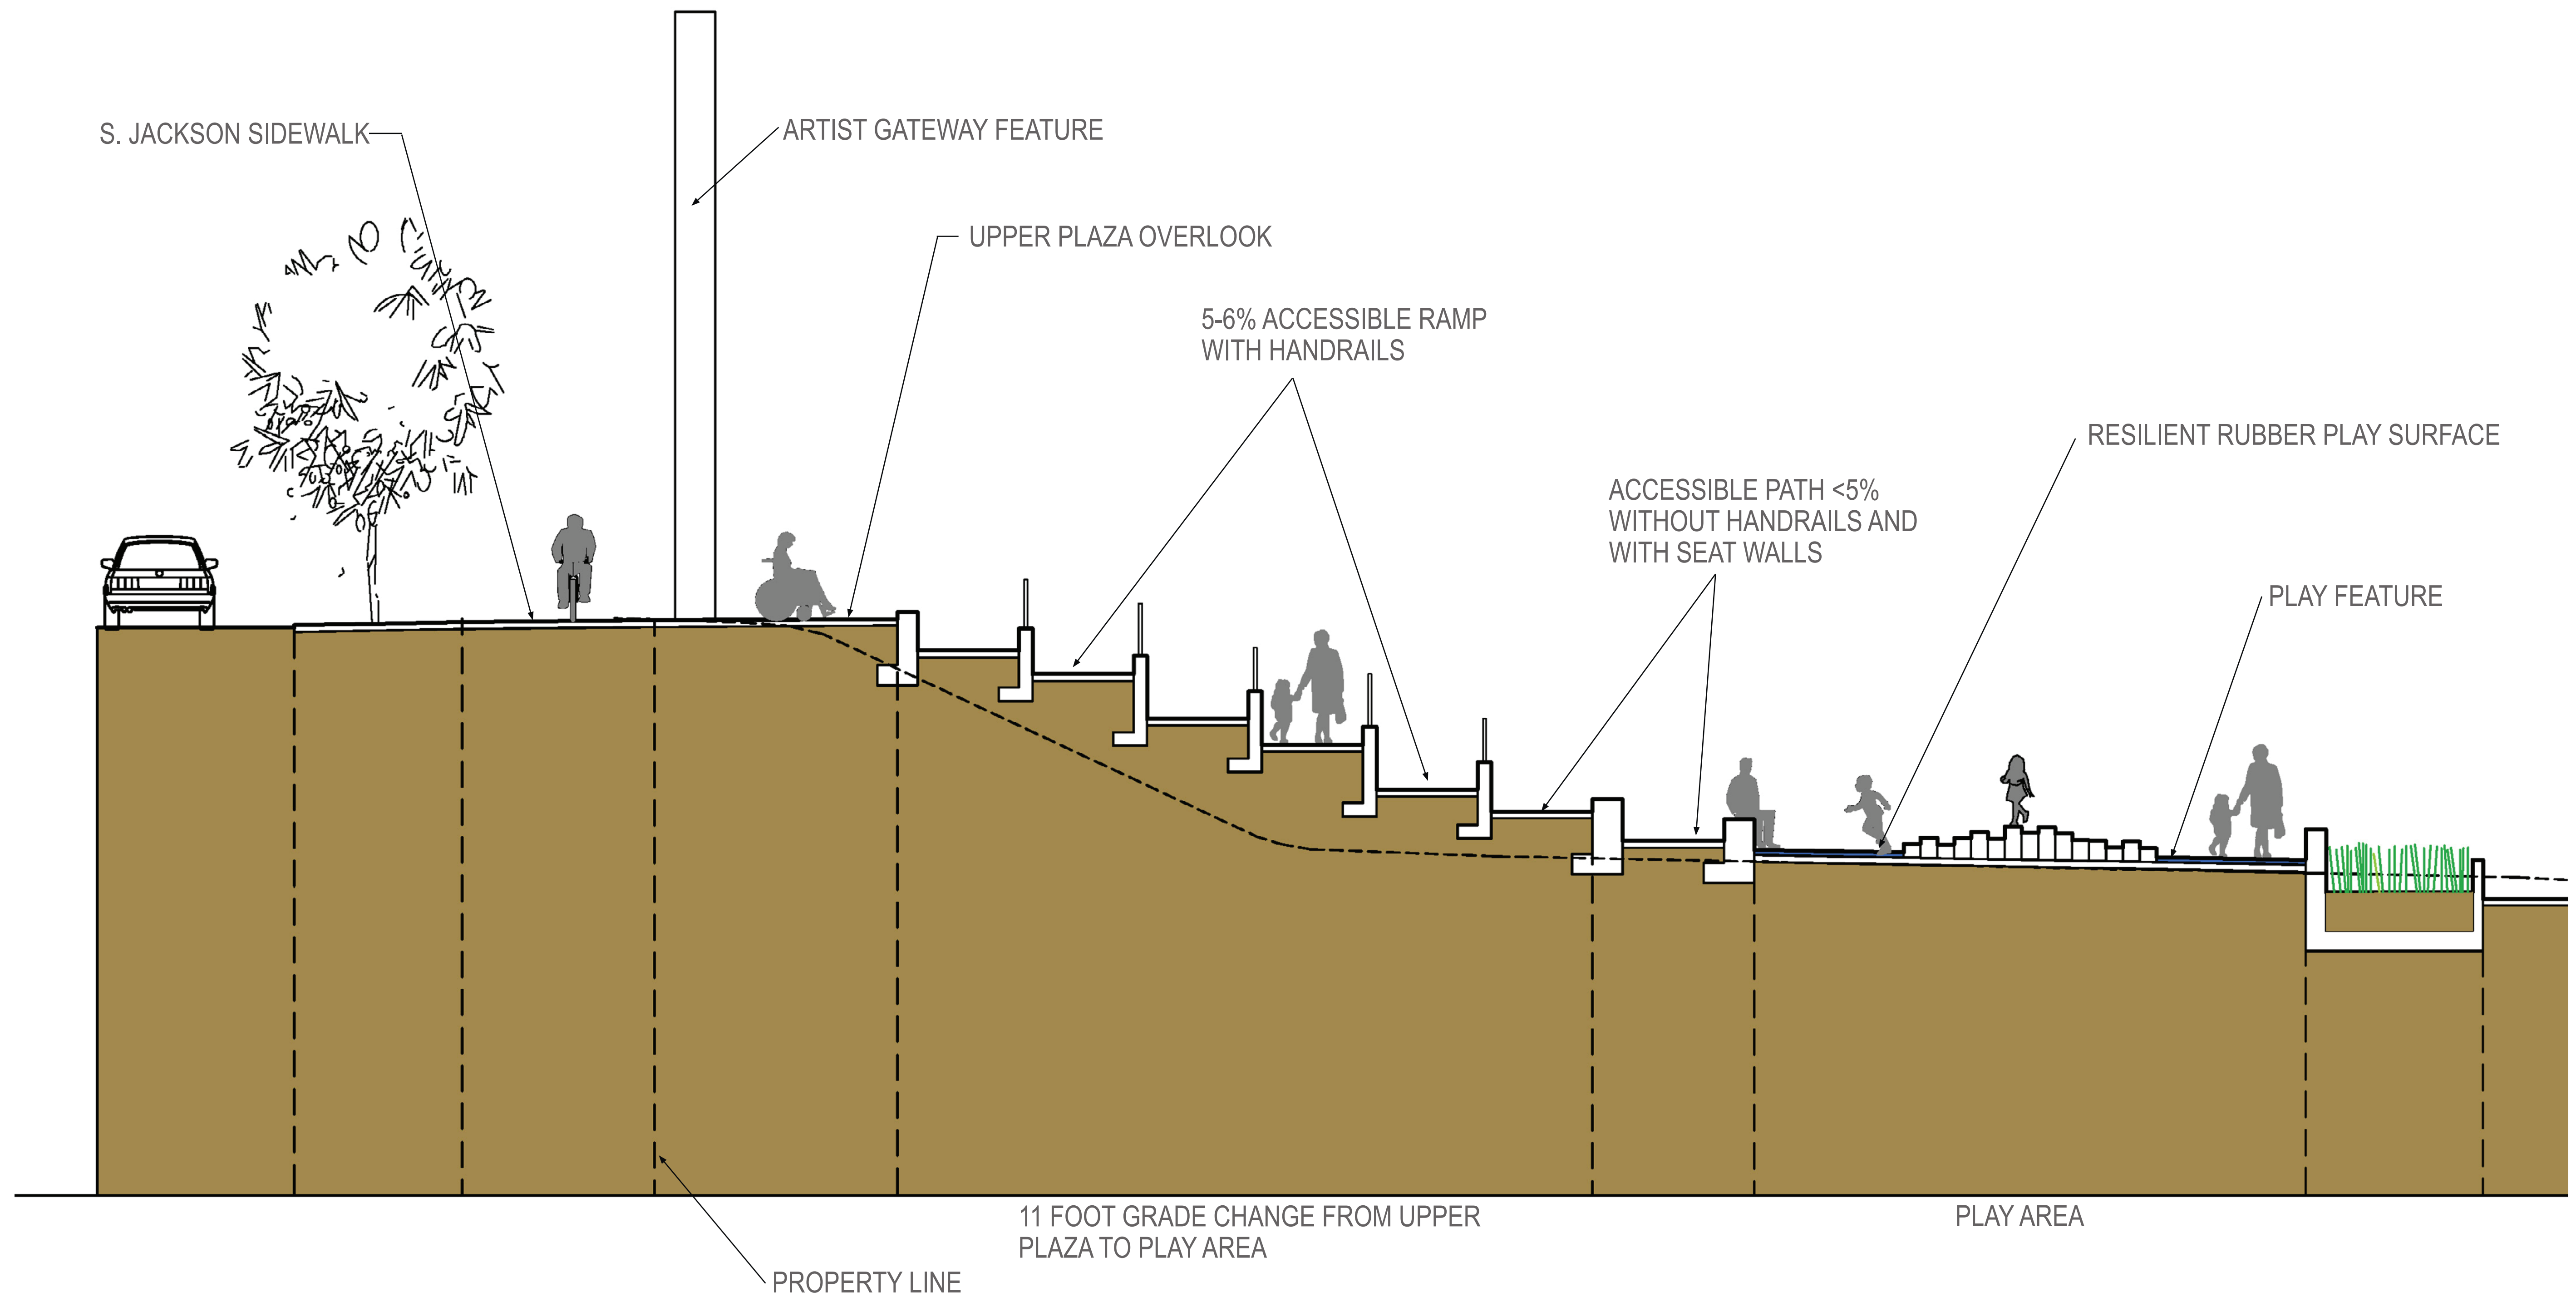 S. JACKSON SIDEWALK
ARTIST GATEWAY FEATURE
UPPER PLAZA OVERLOOK
5-6% ACCESSIBLE RAMP
WITH HANDRAILS
RESILIENT RUBBER PLAY SURFACE
ACCESSIBLE PATH <5%
WITHOUT HANDRAILS AND
WITH SEAT WALLS
PLAY FEATURE
11 FOOT GRADE CHANGE FROM UPPER
PLAZA TO PLAY AREA
PLAY AREA
PROPERTY LINE